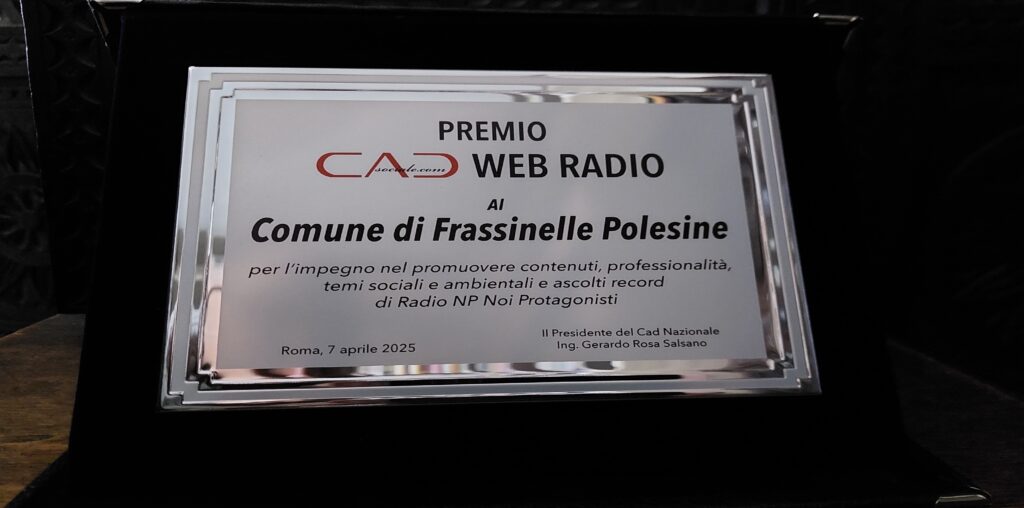 PREMIO
CAD sociale.com WEB RADIO
Al
Comune di Frassinelle Polesine
per l'impegno nel promuovere contenuti, professionalità,
temi sociali e ambientali e ascolti record
di Radio NP Noi Protagonisti
Il Presidente del Cad Nazionale
Roma, 7 aprile 2025
Ing. Gerardo Rosa Salsano